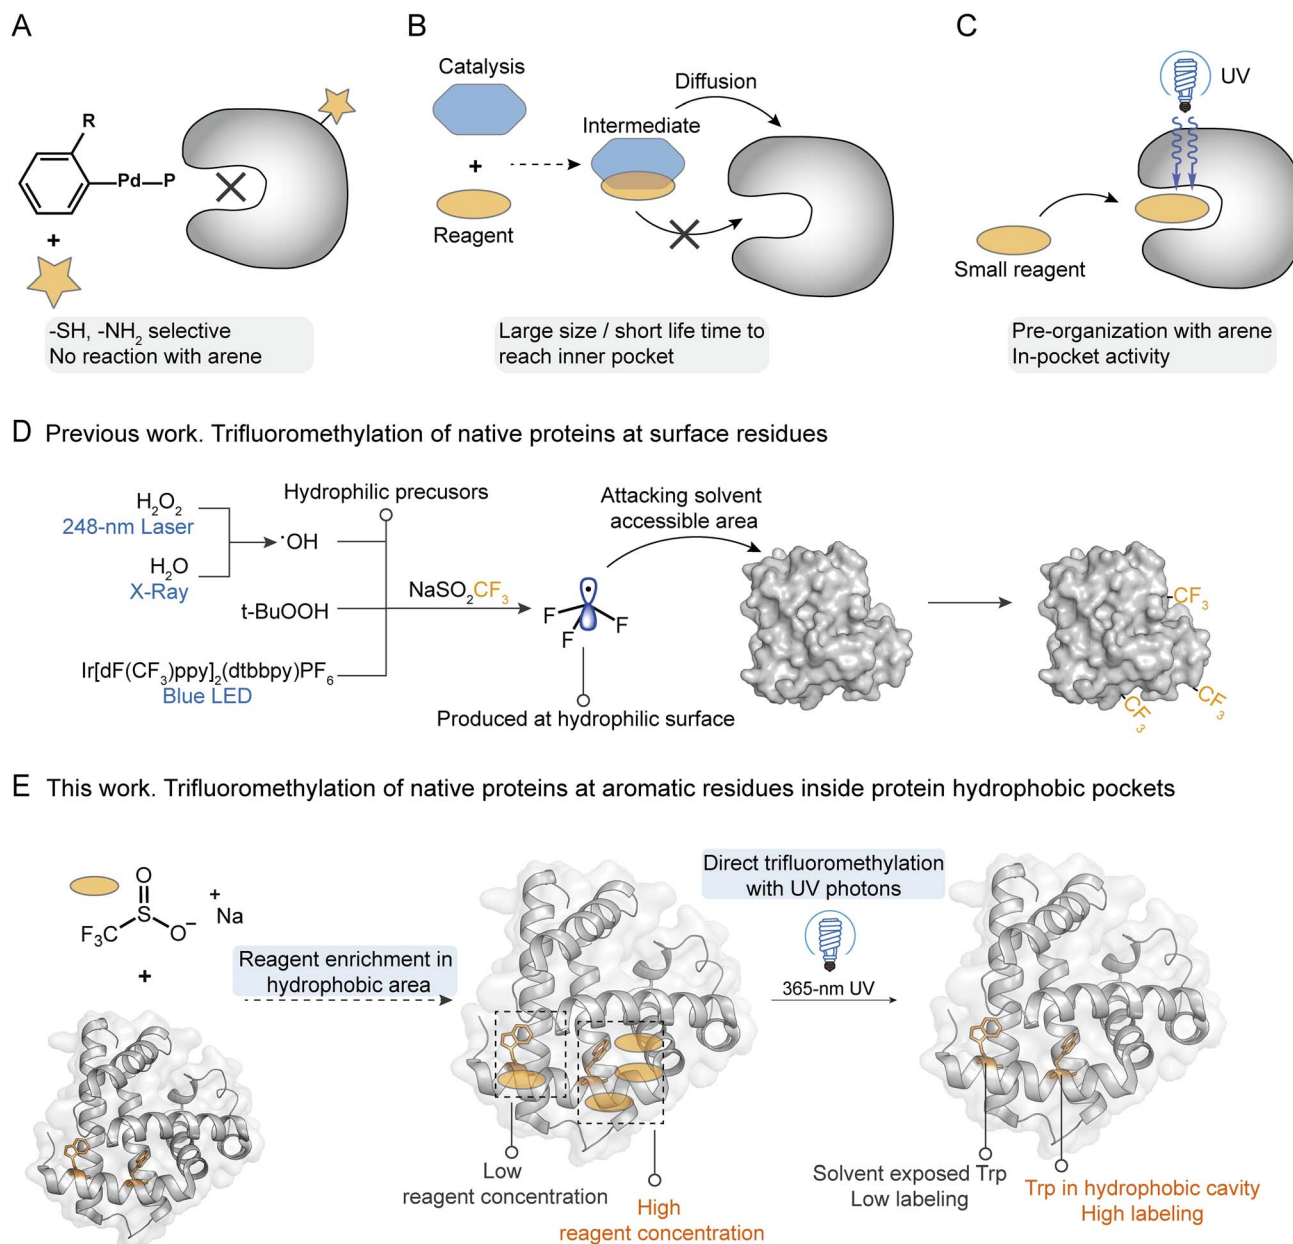 A
R
Pd P
+
-SH, -NH2 selective
No reaction with arene
B
Catalysis
+
Reagent
Intermediate
Diffusion
Large size / short life time to
reach inner pocket
C
UV
Small reagent
Pre-organization with arene
In-pocket activity
D Previous work. Trifluoromethylation of native proteins at surface residues
H2O2
248-nm Laser
H2O
X-Ray
·OH
t-BuOOH
Ir[dF(CF3)ppy]2(dtbbpy)PF6
Blue LED
Hydrophilic precusors
NaSO2CF3
F
F
F
Produced at hydrophilic surface
Attacking solvent
accessible area
CF3
CF3
CF3
E This work. Trifluoromethylation of native proteins at aromatic residues inside protein hydrophobic pockets
O
S
F3C
O−
+
Na
+
Reagent enrichment in
hydrophobic area
Low
reagent concentration
High
reagent concentration
Direct trifluoromethylation
with UV photons
365-nm UV
Solvent exposed Trp
Low labeling
Trp in hydrophobic cavity
High labeling